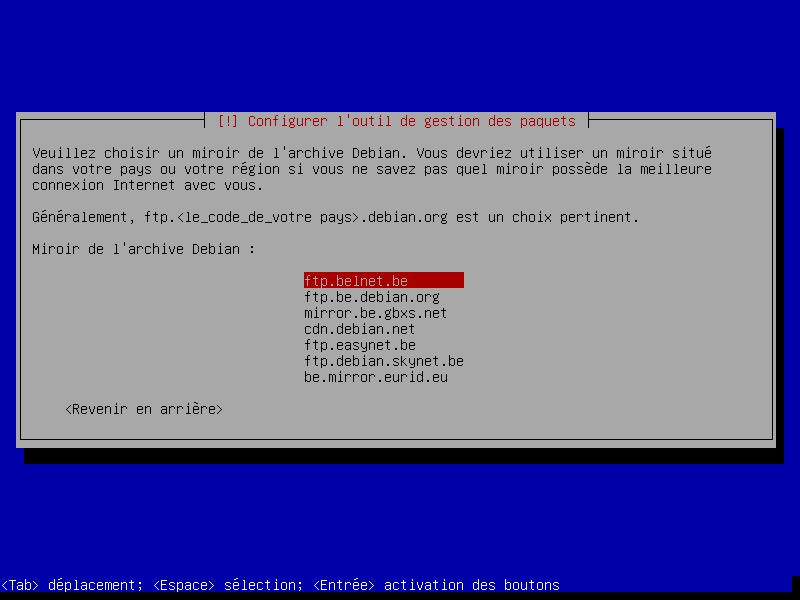 [!] Configurer l'outil de gestion des paquets
Veuillez choisir un miroir de l'archive Debian. Vous devriez utiliser un miroir situé
dans votre pays ou votre région si vous ne savez pas quel miroir possède la meilleure
connexion Internet avec vous.
Généralement, ftp.<le_code_de_votre pays>.debian.org est un choix pertinent.
Miroir de l'archive Debian :
ftp.belnet.be
ftp.be.debian.org
mirror.be.gbxs.net
cdn.debian.net
ftp.easynet.be
ftp.debian.skynet.be
be.mirror.eurid.eu
<Revenir en arrière>
<Tab> déplacement; <Espace> sélection; <Entrée> activation des boutons